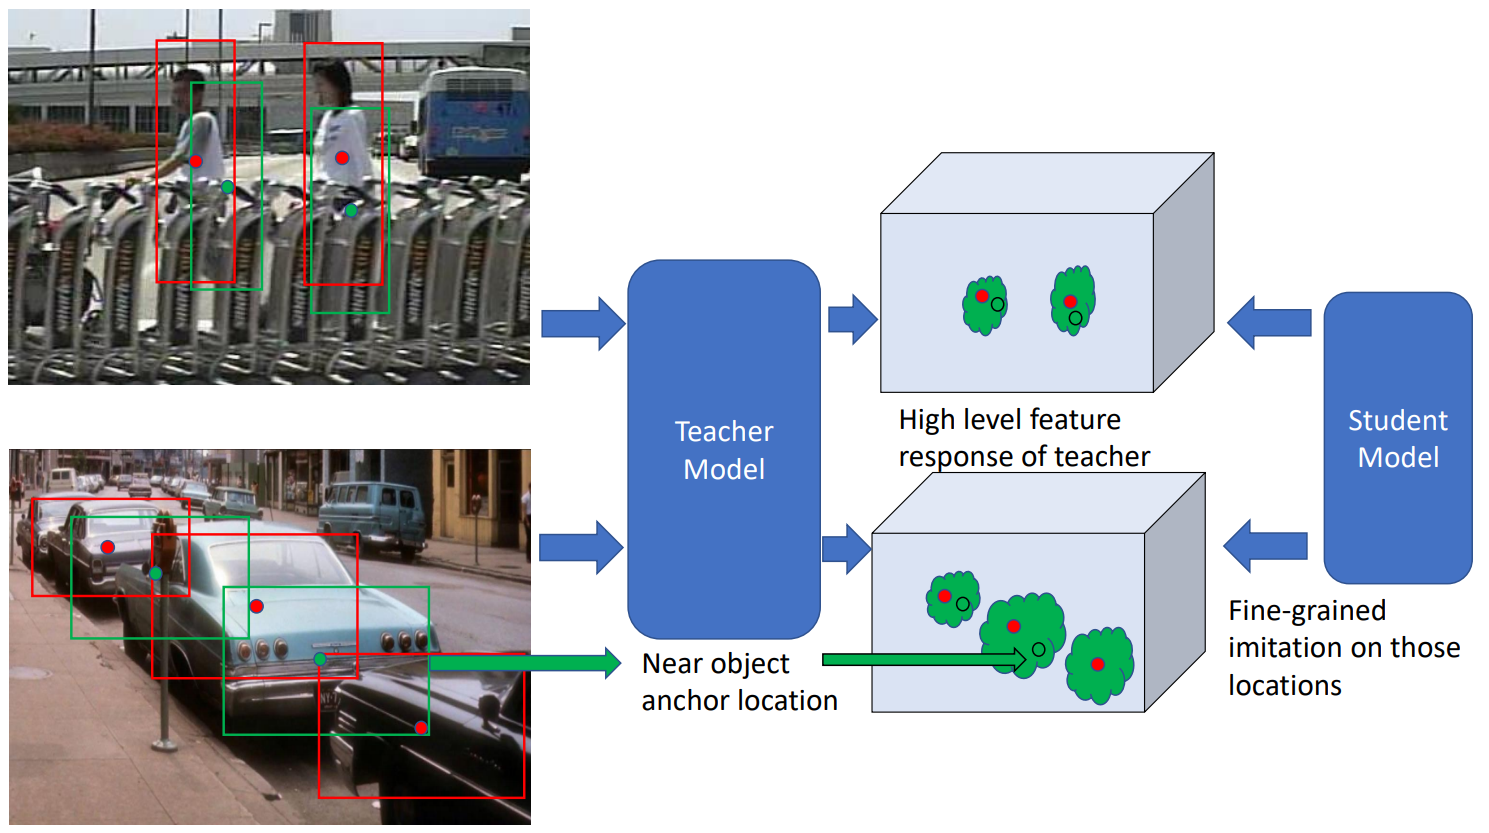 Teacher
Model
High level feature
response of teacher
Student
Model
Near object
anchor location
Fine-grained
imitation on those
locations